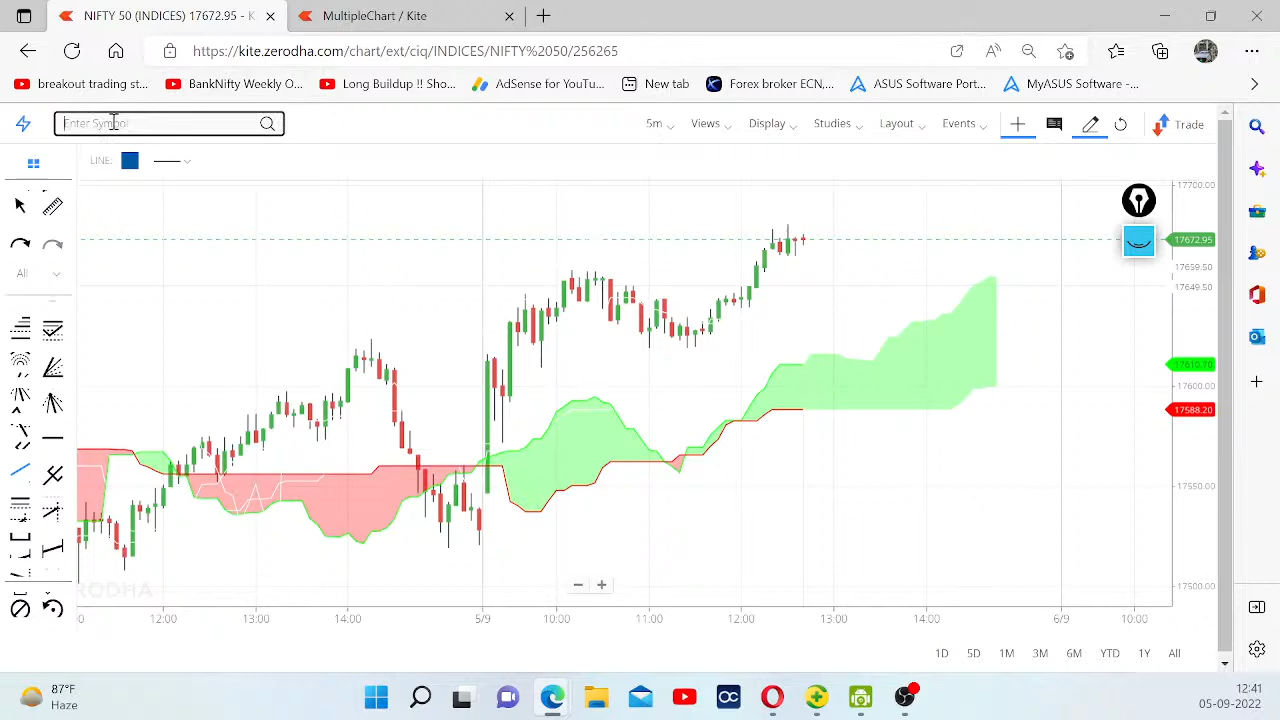 NIFTY 50 (INDICES) 17672.95 - K
MultipleChart / Kite
https://kite.zerodha.com/chart/ext/ciq/INDICES/NIFTY%2050/256265
breakout trading st...
BankNifty Weekly O...
Long Buildup !! Sho...
AdSense for YouTu...
New tab
Forex broker ECN,...
ASUS Software Port...
MyASUS Software -...
Enter Symbol
5m
Views
Display
Studies
Layout
Events
Trade
LINE:
All
17700.00
17672.95
17659.50
17649.50
17610.70
17600.00
17588.20
17550.00
17500.00
RODHA
12:00
13:00
14:00
5/9
10:00
11:00
12:00
13:00
14:00
6/9
10:00
1D
5D
1M
3M
6M
YTD
1Y
All
87°F
Haze
12:41
05-09-2022